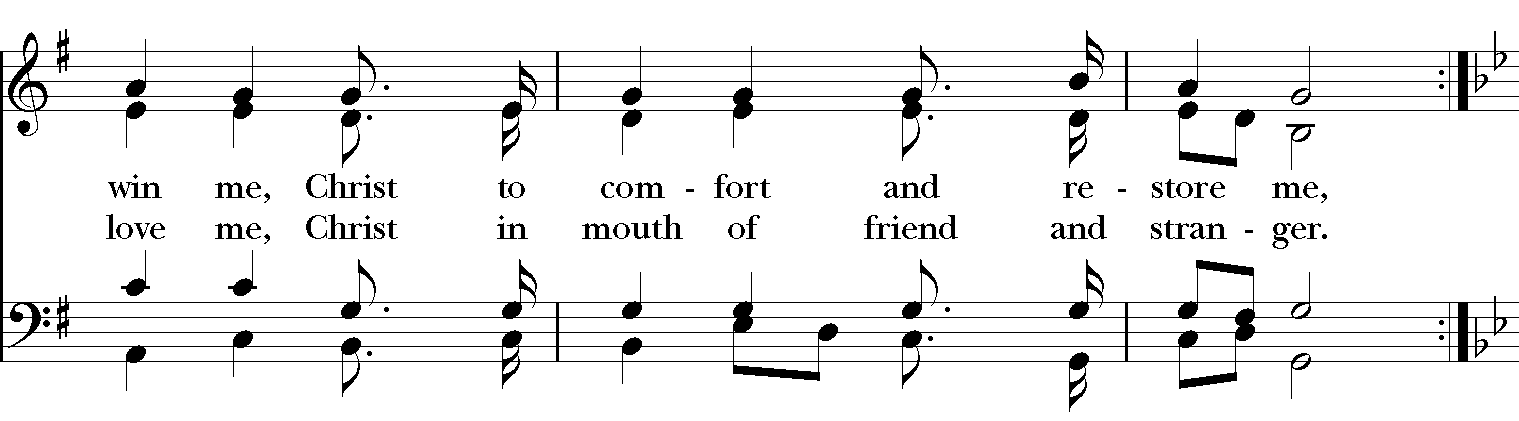 win me, Christ to com - fort and re - store me,
love me, Christ in mouth of friend and stran - ger.